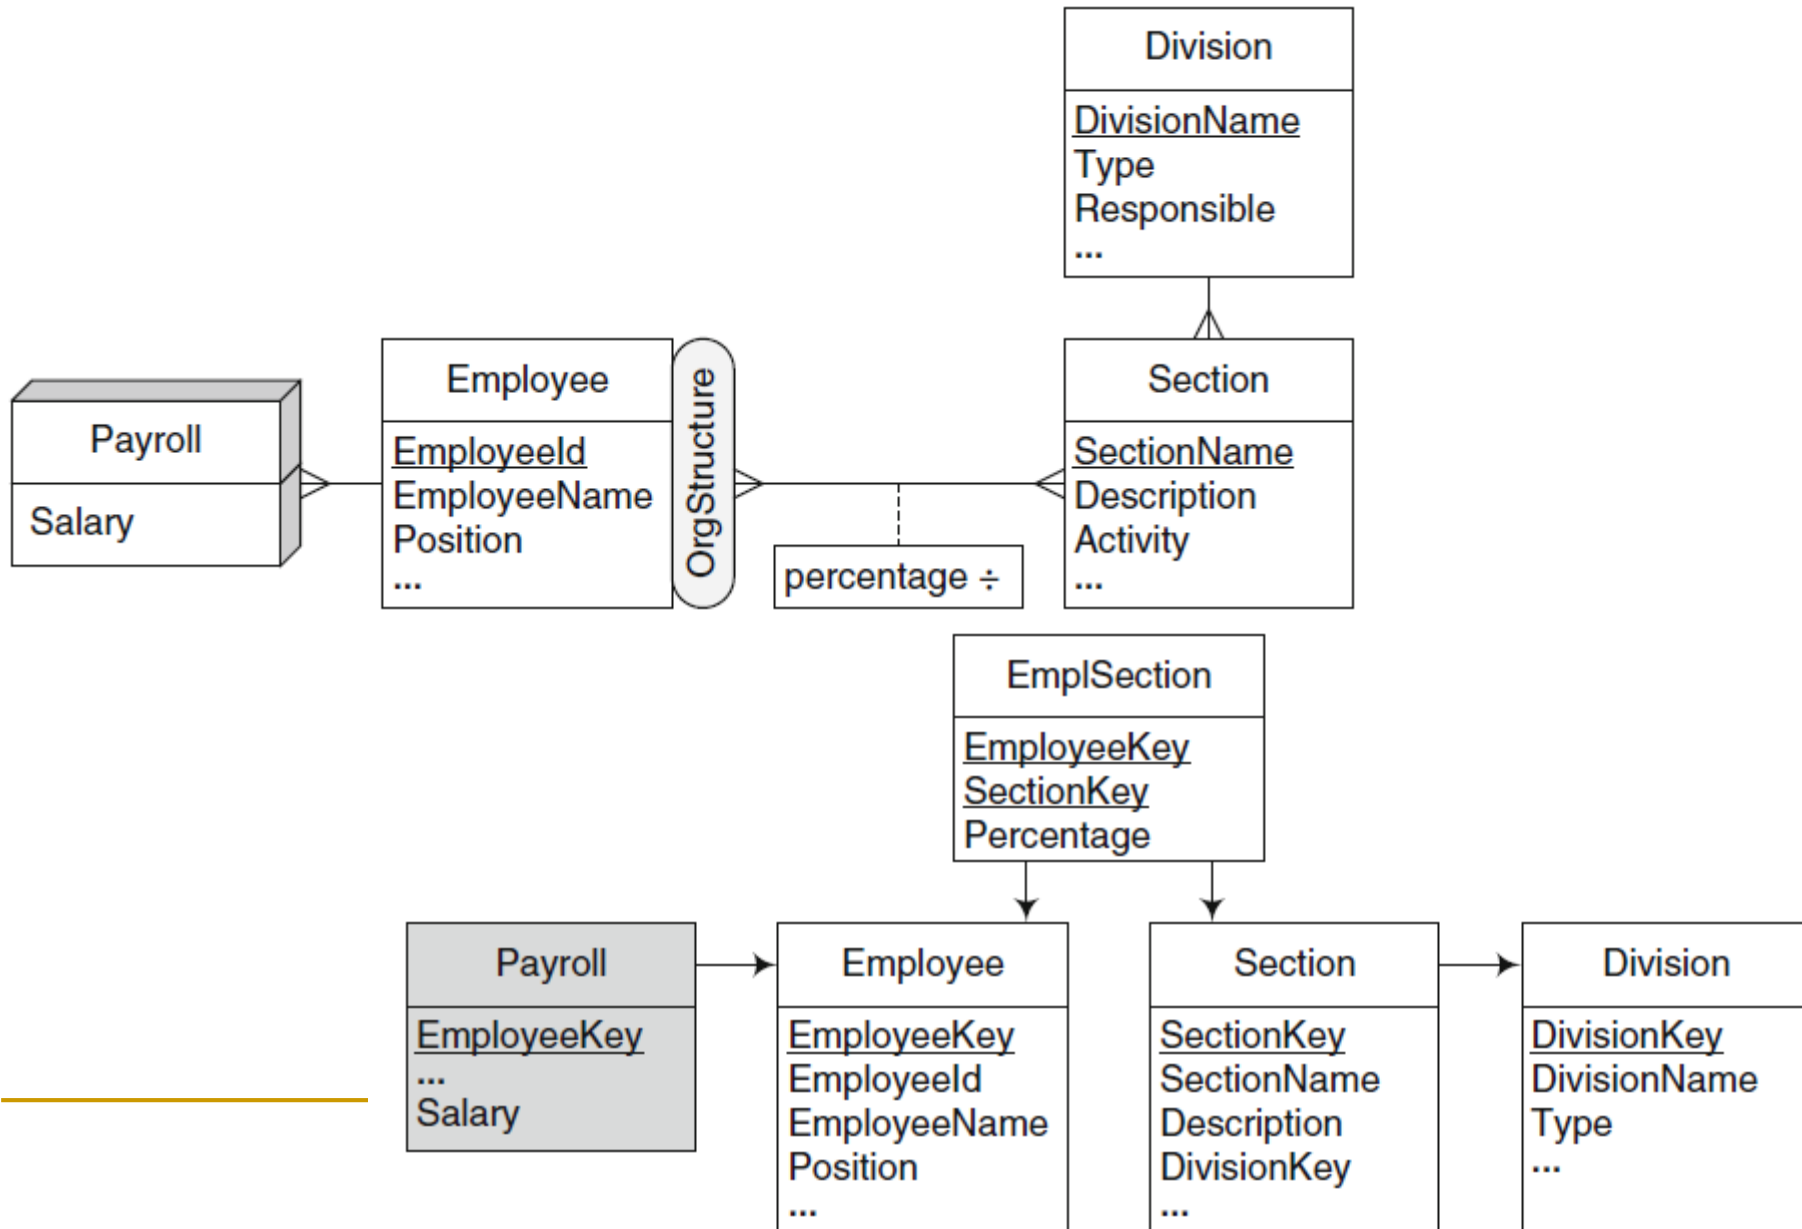 Division
DivisionName
Type
Responsible
...
Payroll
Salary
Employee
EmployeeId
EmployeeName
Position
...
OrgStructure
percentage ÷
Section
SectionName
Description
Activity
...
EmplSection
EmployeeKey
SectionKey
Percentage
Payroll
EmployeeKey
...
Salary
Employee
EmployeeKey
EmployeeId
EmployeeName
Position
...
Section
SectionKey
SectionName
Description
DivisionKey
...
Division
DivisionKey
DivisionName
Type
...